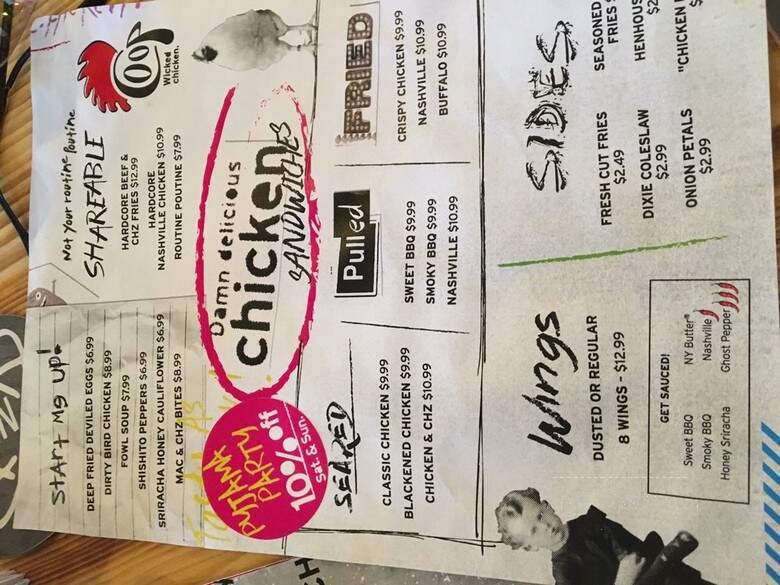 Coop
Wicked
chicken.
Start Me up!
DEEP FRIED DEVILED EGGS $6.99
DIRTY BIRD CHICKEN $8.99
FOWL SOUP $7.99
SHISHITO PEPPERS $6.99
SRIRACHA HONEY CAULIFLOWER $6.99
MAC & CHZ BITES $8.99
Not your routine Poutine
SHAREABLE
HARDCORE BEEF &
CHZ FRIES $12.99
HARDCORE
NASHVILLE CHICKEN $10.99
ROUTINE POUTINE $7.99
PUTANA
PARTY
10% off
Sat. & Sun.
Damn delicious
chicken
SANDWICHES
SEARED
CLASSIC CHICKEN $9.99
BLACKENED CHICKEN $9.99
CHICKEN & CHZ $10.99
Pulled
SWEET BBQ $9.99
SMOKY BBQ $9.99
NASHVILLE $10.99
FRIED
CRISPY CHICKEN $9.99
NASHVILLE $10.99
BUFFALO $10.99
Wings
DUSTED OR REGULAR
8 WINGS - $12.99
GET SAUCED!
Sweet BBQ
Smoky BBQ
Honey Sriracha
NY Butter®
Nashville
Ghost Pepper
SIDES
FRESH CUT FRIES
$2.49
DIXIE COLESLAW
$2.99
ONION PETALS
$2.99
SEASONED
FRIES
"CHICKEN